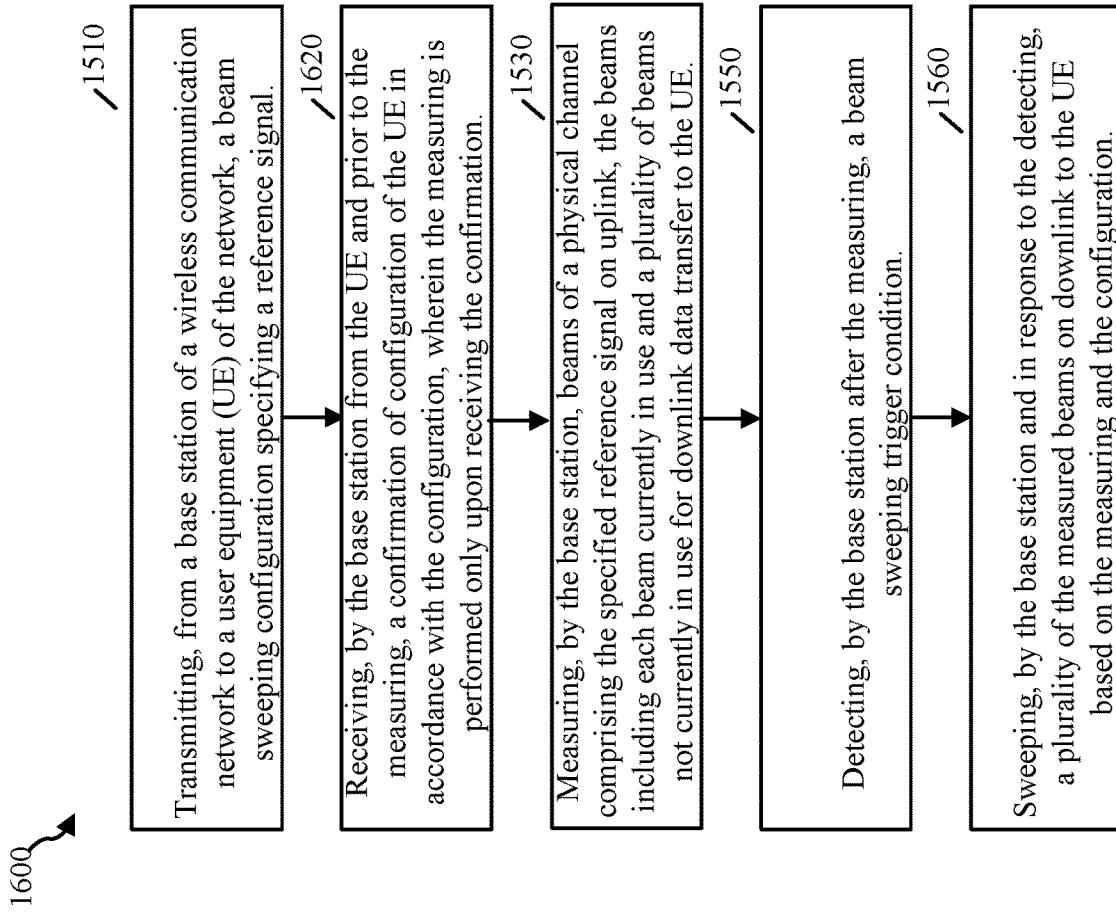 1600
1510
Transmitting, from a base station of a wireless communication
network to a user equipment (UE) of the network, a beam
sweeping configuration specifying a reference signal.
1620
Receiving, by the base station from the UE and prior to the
measuring, a confirmation of configuration of the UE in
accordance with the configuration, wherein the measuring is
performed only upon receiving the confirmation.
1530
Measuring, by the base station, beams of a physical channel
comprising the specified reference signal on uplink, the beams
including each beam currently in use and a plurality of beams
not currently in use for downlink data transfer to the UE.
1550
Detecting, by the base station after the measuring, a beam
sweeping trigger condition.
1560
Sweeping, by the base station and in response to the detecting,
a plurality of the measured beams on downlink to the UE
based on the measuring and the configuration.